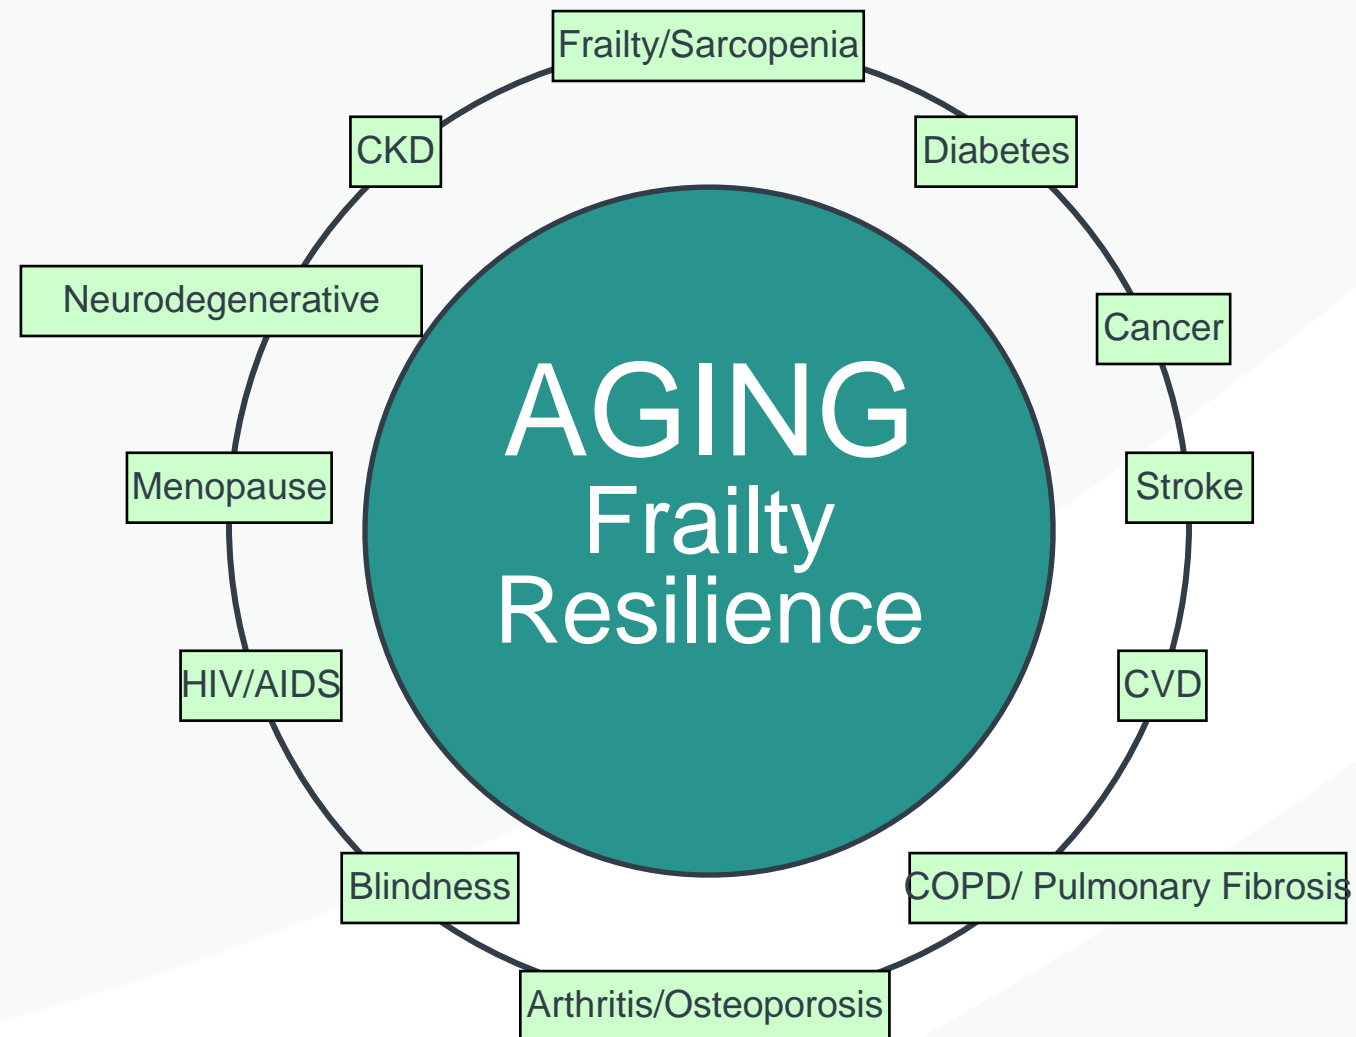 Frailty/Sarcopenia
CKD
Diabetes
Neurodegenerative
Cancer
AGING
Frailty
Resilience
Menopause
Stroke
HIV/AIDS
CVD
Blindness
COPD/ Pulmonary Fibrosis
Arthritis/Osteoporosis